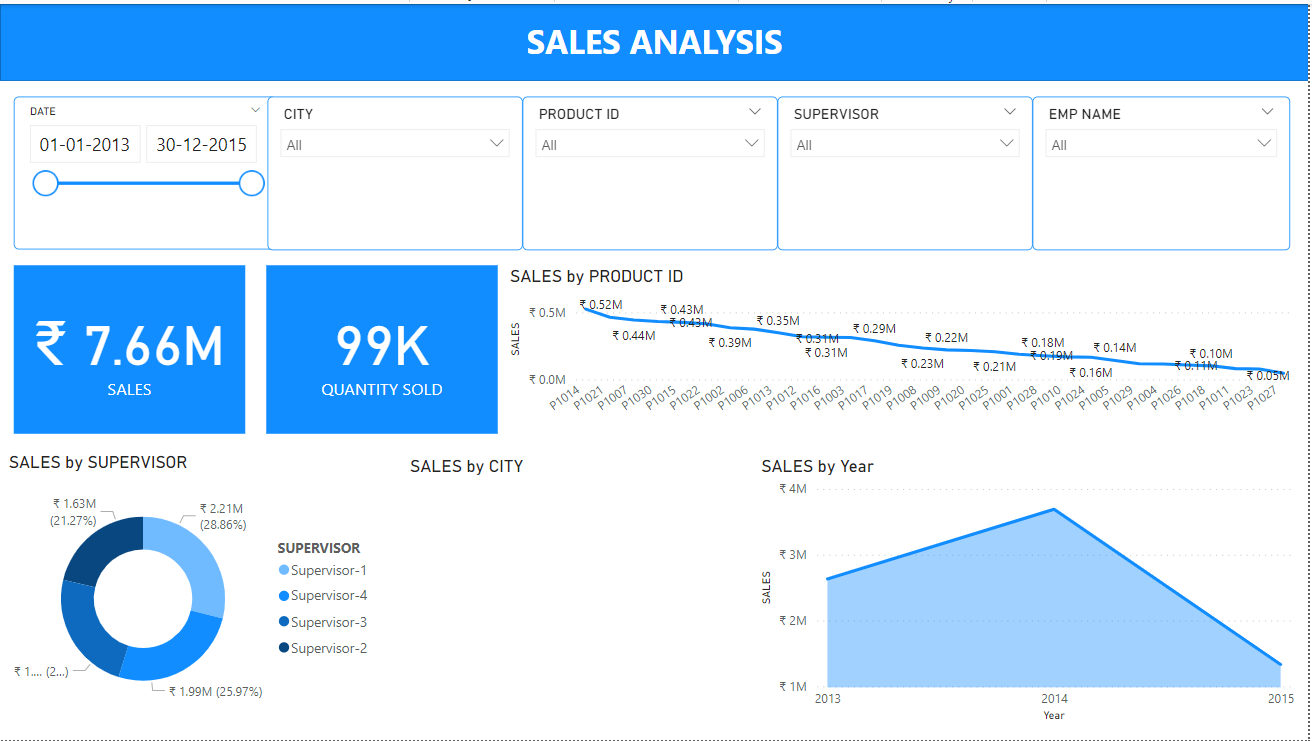 SALES ANALYSIS
DATE
01-01-2013 30-12-2015
CITY
All
PRODUCT ID
All
SUPERVISOR
All
EMP NAME
All
₹ 7.66M
SALES
99K
QUANTITY SOLD
SALES by PRODUCT ID
SALES
₹ 0.5M
₹ 0.0M
₹ 0.52M
₹ 0.44M
₹ 0.43M
₹ 0.43M
₹ 0.39M
₹ 0.35M
₹ 0.31M
₹ 0.31M
₹ 0.29M
₹ 0.23M
₹ 0.22M
₹ 0.21M
₹ 0.18M
₹ 0.19M
₹ 0.16M
₹ 0.14M
₹ 0.11M
₹ 0.10M
₹ 0.05M
P1014 P1021 P1007 P1030 P1015 P1022 P1002 P1006 P1013 P1012 P1016 P1003 P1017 P1019 P1008 P1009 P1020 P1025 P1001 P1028 P1010 P1024 P1005 P1029 P1004 P1026 P1018 P1011 P1023 P1027
SALES by SUPERVISOR
₹ 1.63M
(21.27%)
₹ 2.21M
(28.86%)
₹ 1.... (2...)
₹ 1.99M (25.97%)
SUPERVISOR
Supervisor-1
Supervisor-4
Supervisor-3
Supervisor-2
SALES by CITY
SALES by Year
SALES
₹ 4M
₹ 3M
₹ 2M
₹ 1M
2013 2014 2015
Year